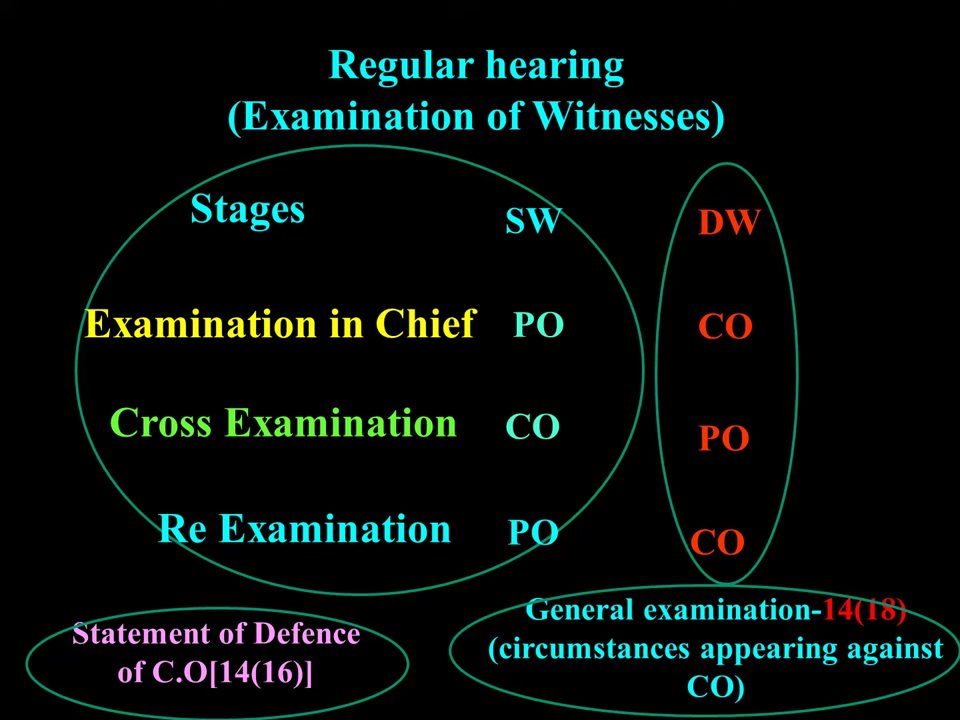 Regular hearing
(Examination of Witnesses)
Stages SW DW
Examination in Chief PO CO
Cross Examination CO PO
Re Examination PO CO
Statement of Defence
of C.O[14(16)]
General examination-14(18)
(circumstances appearing against
CO)